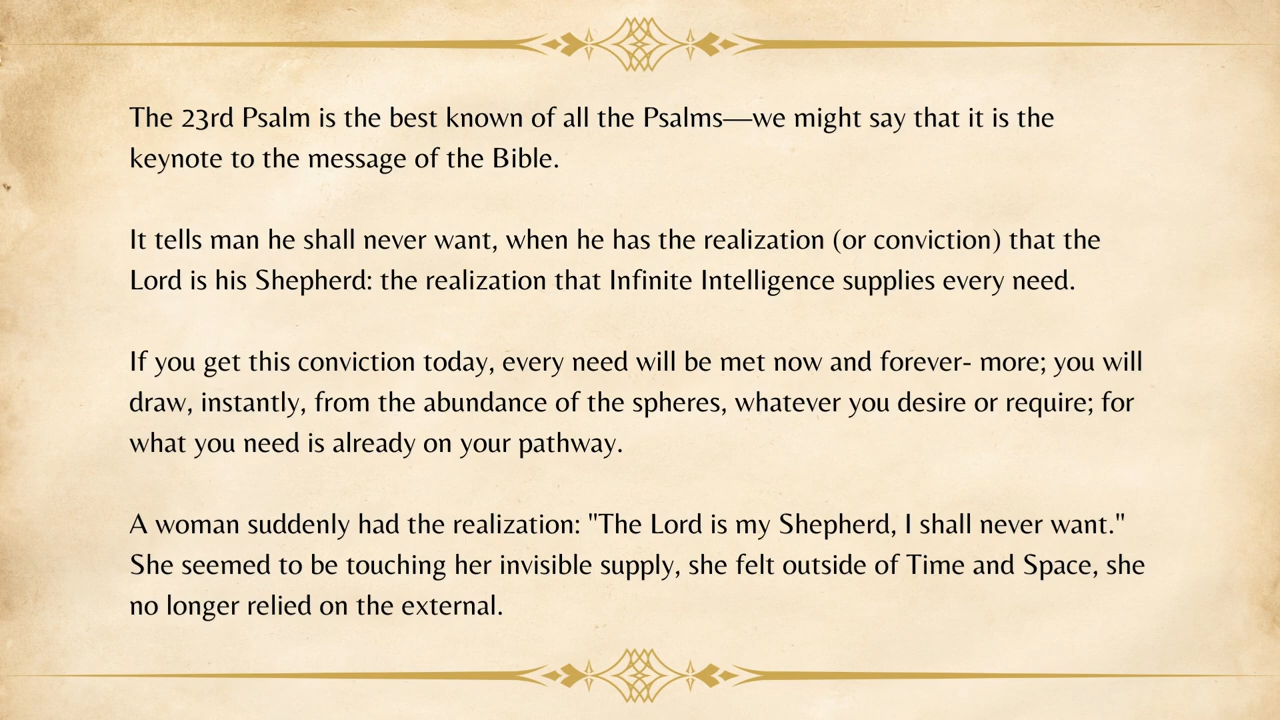 The 23rd Psalm is the best known of all the Psalms—we might say that it is the
keynote to the message of the Bible.
It tells man he shall never want, when he has the realization (or conviction) that the
Lord is his Shepherd: the realization that Infinite Intelligence supplies every need.
If you get this conviction today, every need will be met now and forever- more; you will
draw, instantly, from the abundance of the spheres, whatever you desire or require; for
what you need is already on your pathway.
A woman suddenly had the realization: "The Lord is my Shepherd, I shall never want."
She seemed to be touching her invisible supply, she felt outside of Time and Space, she
no longer relied on the external.